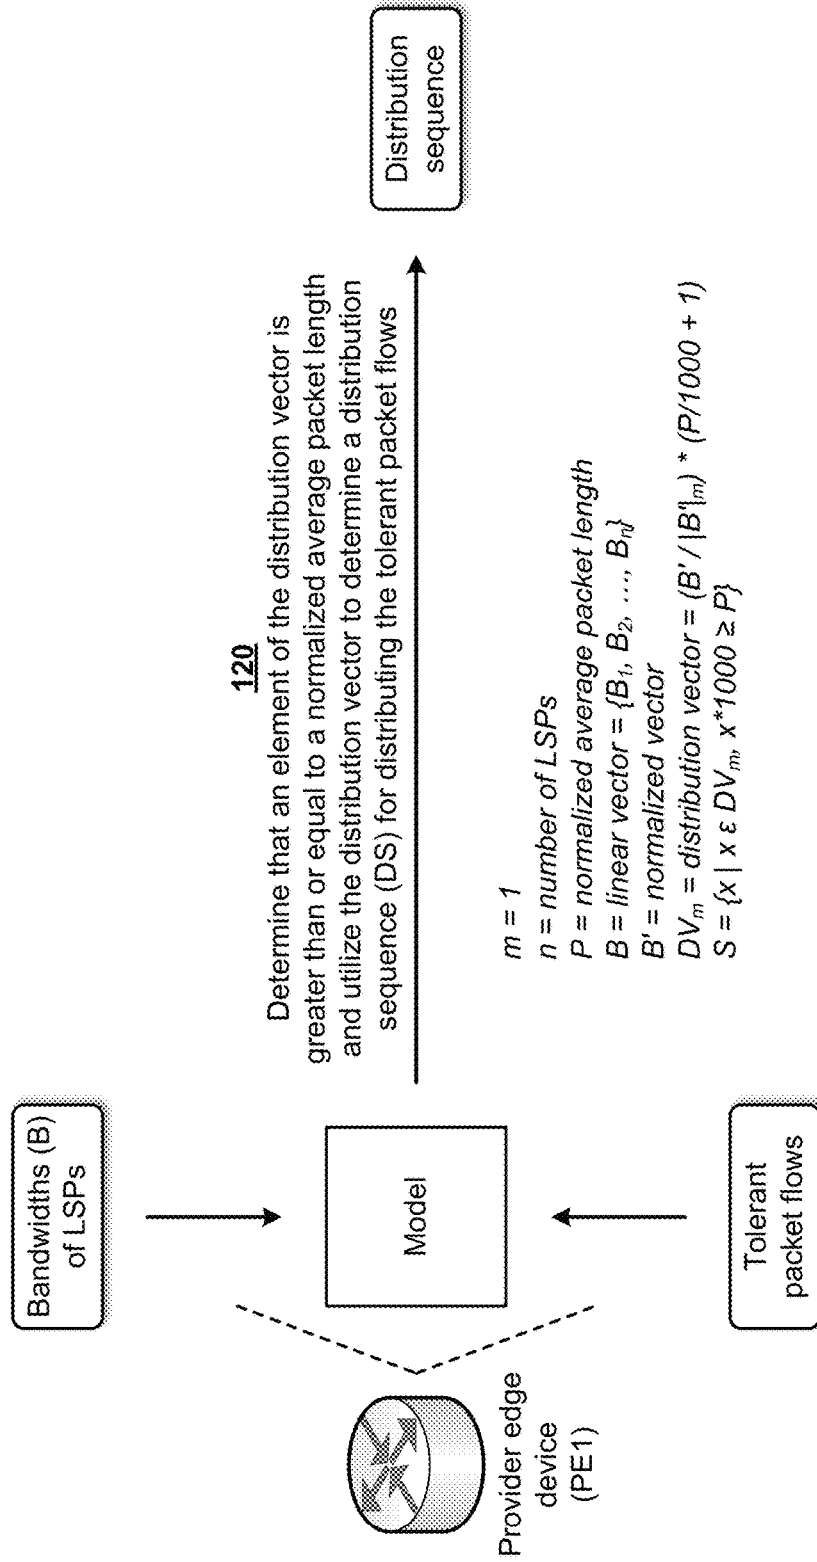 Bandwidths (B)
of LSPs
Provider edge
device
(PE1)
Model
Tolerant
packet flows
120
Determine that an element of the distribution vector is
greater than or equal to a normalized average packet length
and utilize the distribution vector to determine a distribution
sequence (DS) for distributing the tolerant packet flows
m = 1
n = number of LSPs
P = normalized average packet length
B = linear vector = {B1, B2, ..., Bn}
B' = normalized vector
DVm = distribution vector = (B' / |B'|m) * (P/1000 + 1)
S = {x | x ε DVm, x*1000 ≥ P}
Distribution
sequence